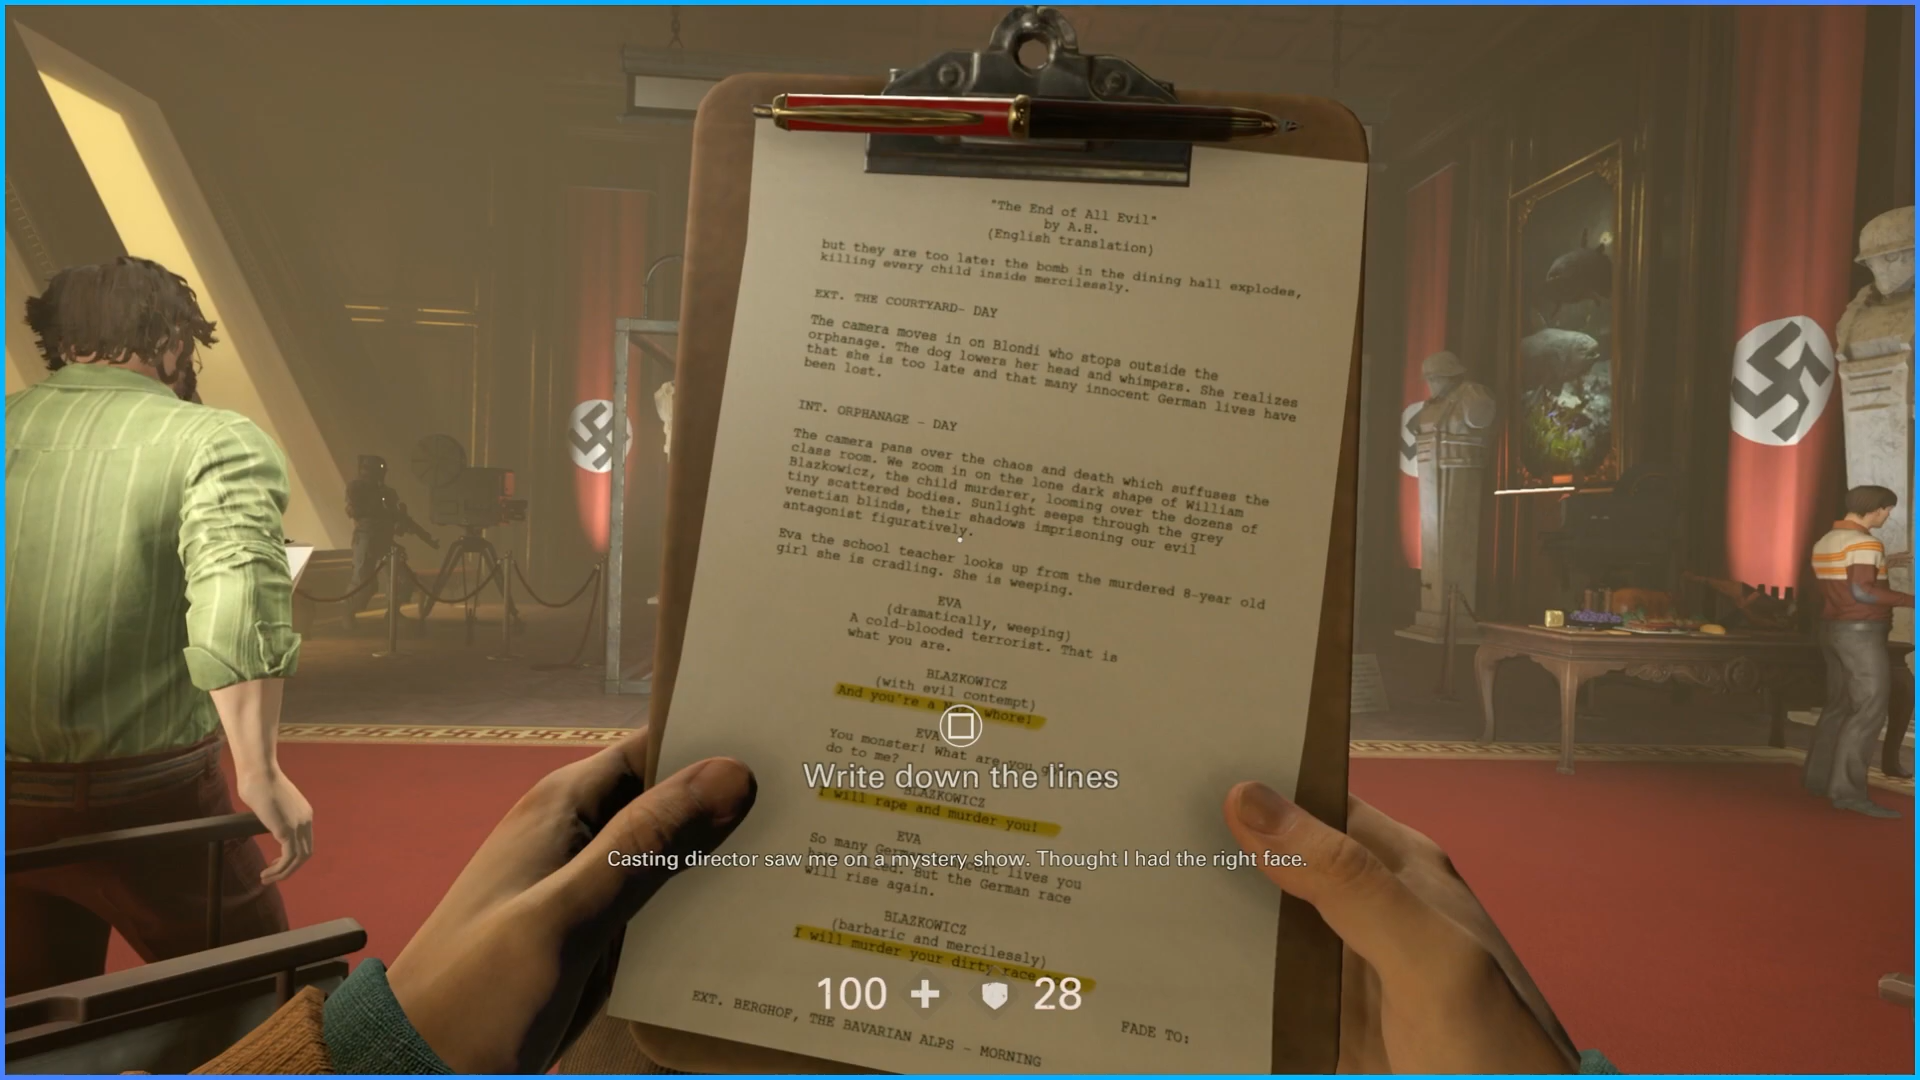 "The End of All Evil"
by A.H.
(English translation)
but they are too late: the bomb in the dining hall explodes,
killing every child inside mercilessly.
EXT. THE COURTYARD- DAY
The camera moves in on Blondi who stops outside the
orphanage. The dog lowers her head and whimpers. She realizes
that she is too late and that many innocent German lives have
been lost.
INT. ORPHANAGE - DAY
The camera pans over the chaos and death which suffuses the
class room. We zoom in on the lone dark shape of William
Blazkowicz, the child murderer, looming over the dozens of
tiny scattered bodies. Sunlight seeps through the grey
venetian blinds, their shadows imprisoning our evil
antagonist figuratively.
Eva the school teacher looks up from the murdered 8-year old
girl she is cradling. She is weeping.
EVA
(dramatically, weeping)
A cold-blooded terrorist. That is
what you are.
BLAZKOWICZ
(with evil contempt)
And you're a whore!
EVA
You monster! What are you
do to me?
Write down the lines
BLAZKOWICZ
I will rape and murder you!
EVA
So many lives you
Casting director saw me on a mystery show. Thought I had the right face.
But the German race
will rise again.
BLAZKOWICZ
(barbaric and mercilessly)
I will murder your dirty race
100 28
FADE TO:
EXT. BERGHOF, THE BAVARIAN ALPS - MORNING